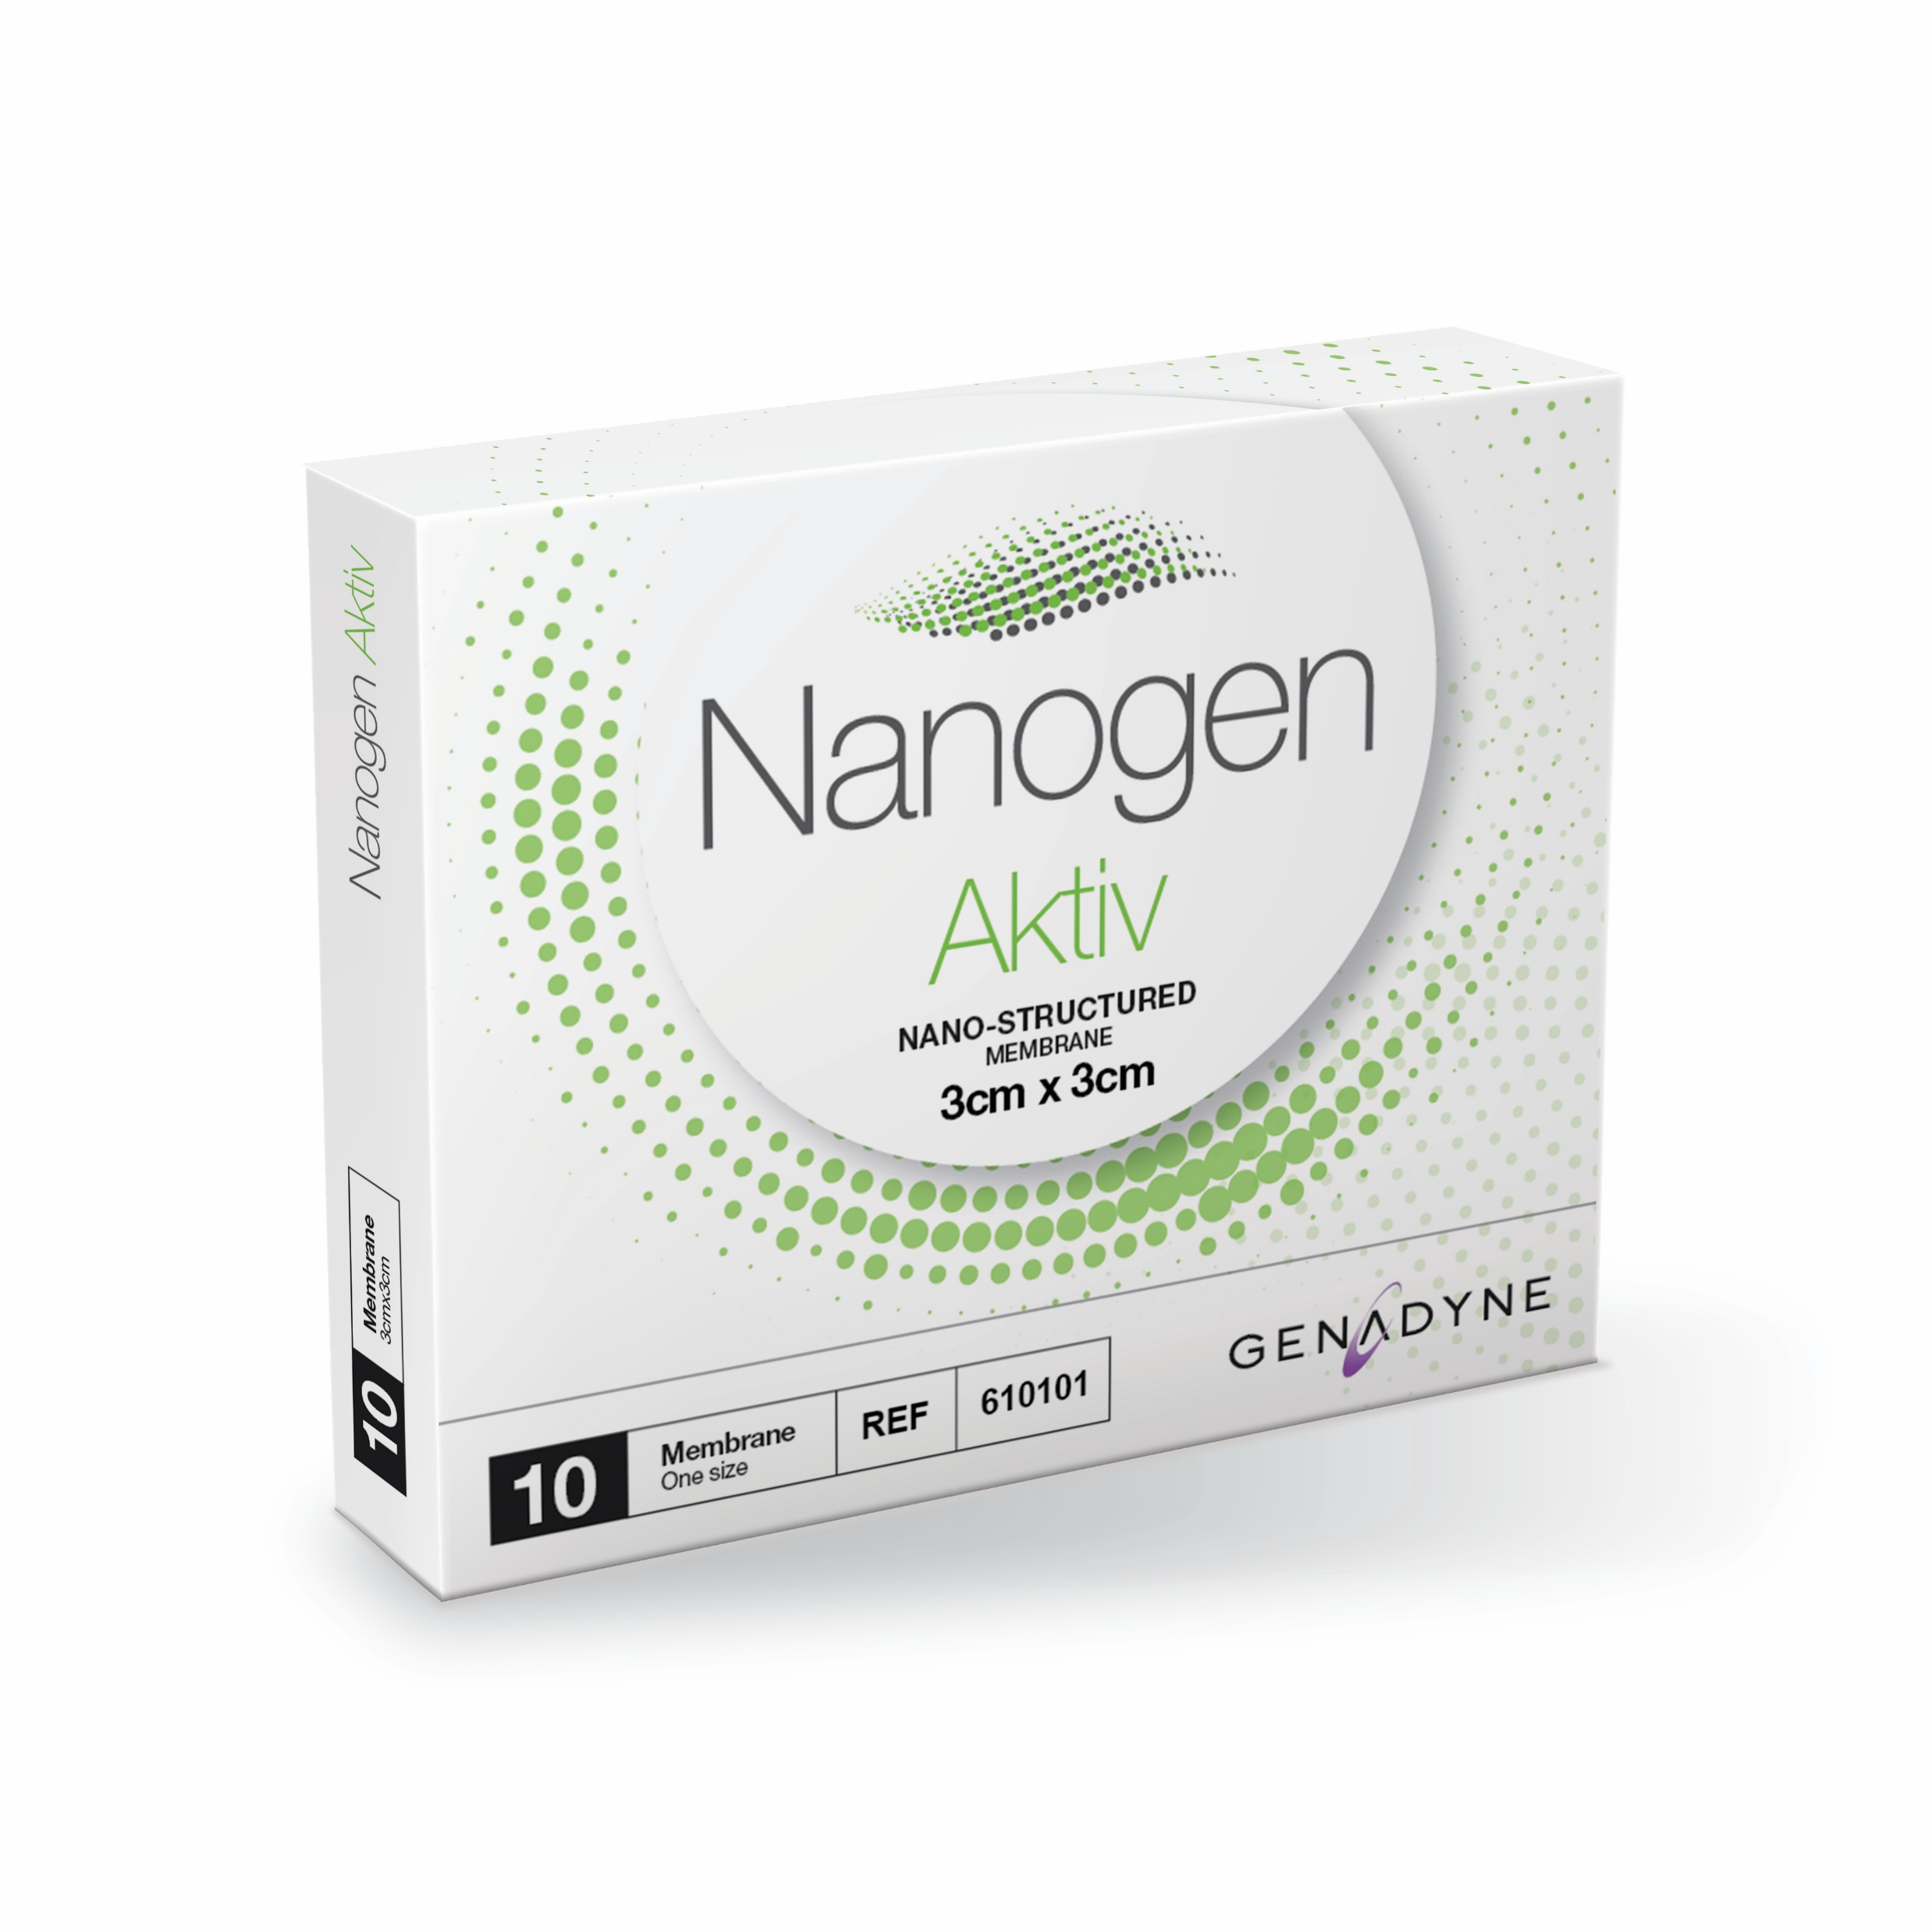 Nanogen Aktiv
Membrane
3cmx3cm
10
Nanogen
Aktiv
NANO-STRUCTURED
MEMBRANE
3cm x 3cm
10
Membrane
One size
REF
610101
GENADYNE